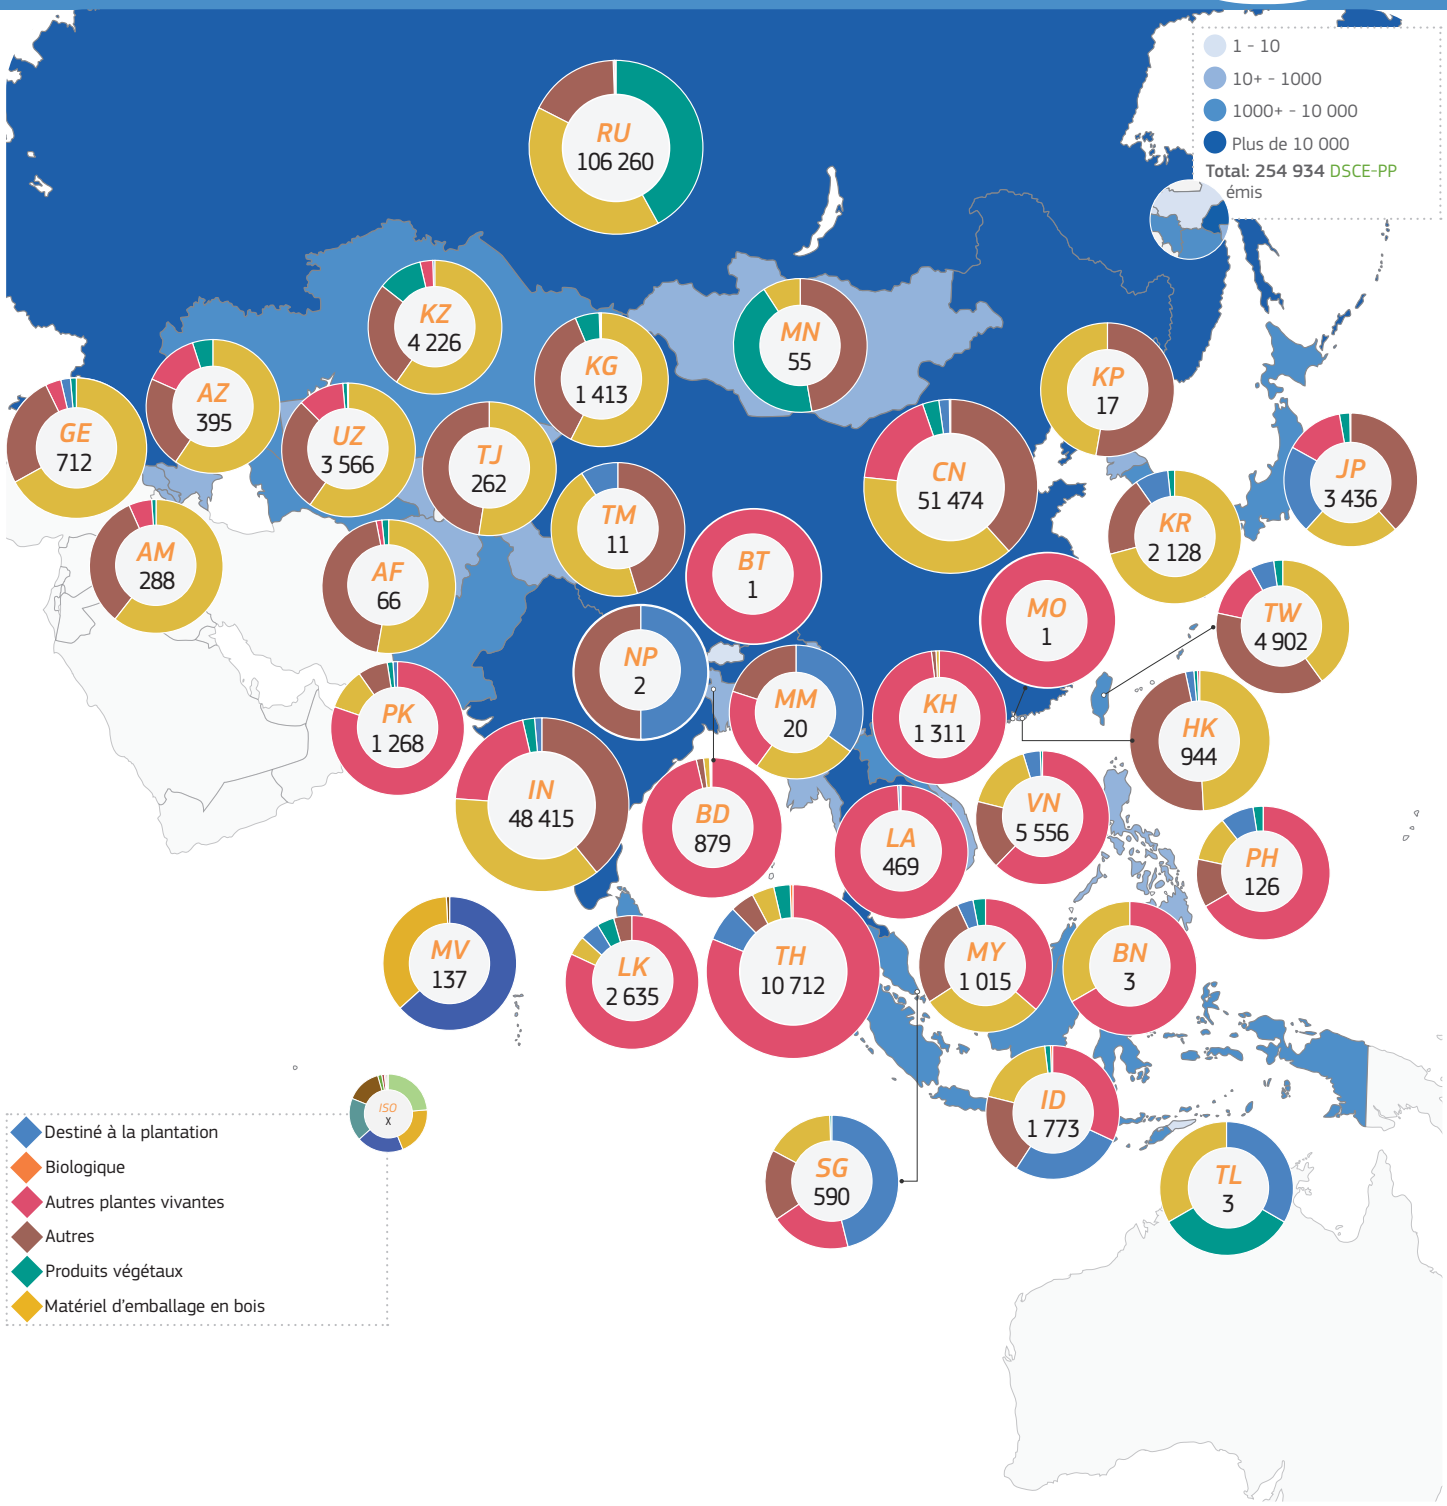 1 - 10
10+ - 1000
1000+ - 10 000
Plus de 10 000
Total: 254 934 DSCE-PP
émis
RU
106 260
KZ
4 226
MN
55
KG
1 413
KP
17
AZ
395
GE
712
UZ
3 566
TJ
262
CN
51 474
JP
3 436
TM
11
KR
2 128
AM
288
AF
66
BT
1
MO
1
TW
4 902
NP
2
PK
1 268
MM
20
KH
1 311
HK
944
IN
48 415
BD
879
LA
469
VN
5 556
PH
126
MV
137
LK
2 635
TH
10 712
MY
1 015
BN
3
ID
1 773
SG
590
TL
3
ISO
X
Destiné à la plantation
Biologique
Autres plantes vivantes
Autres
Produits végétaux
Matériel d'emballage en bois